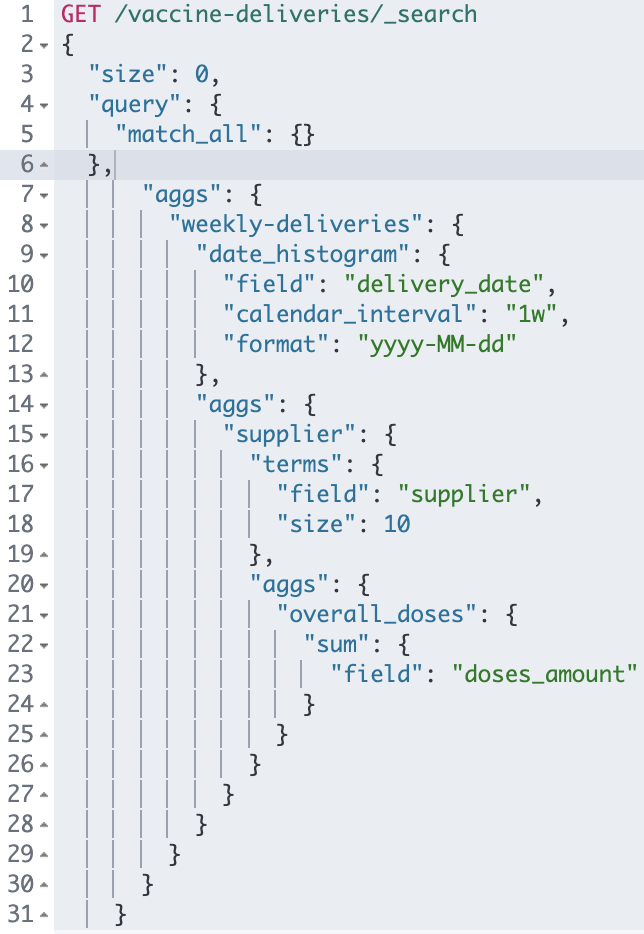 1 GET /vaccine-deliveries/_search
2 {
3 "size": 0,
4 "query": {
5 "match_all": {}
6 },
7 "aggs": {
8 "weekly-deliveries": {
9 "date_histogram": {
10 "field": "delivery_date",
11 "calendar_interval": "1w",
12 "format": "yyyy-MM-dd"
13 },
14 "aggs": {
15 "supplier": {
16 "terms": {
17 "field": "supplier",
18 "size": 10
19 },
20 "aggs": {
21 "overall_doses": {
22 "sum": {
23 "field": "doses_amount"
24 }
25 }
26 }
27 }
28 }
29 }
30 }
31 }